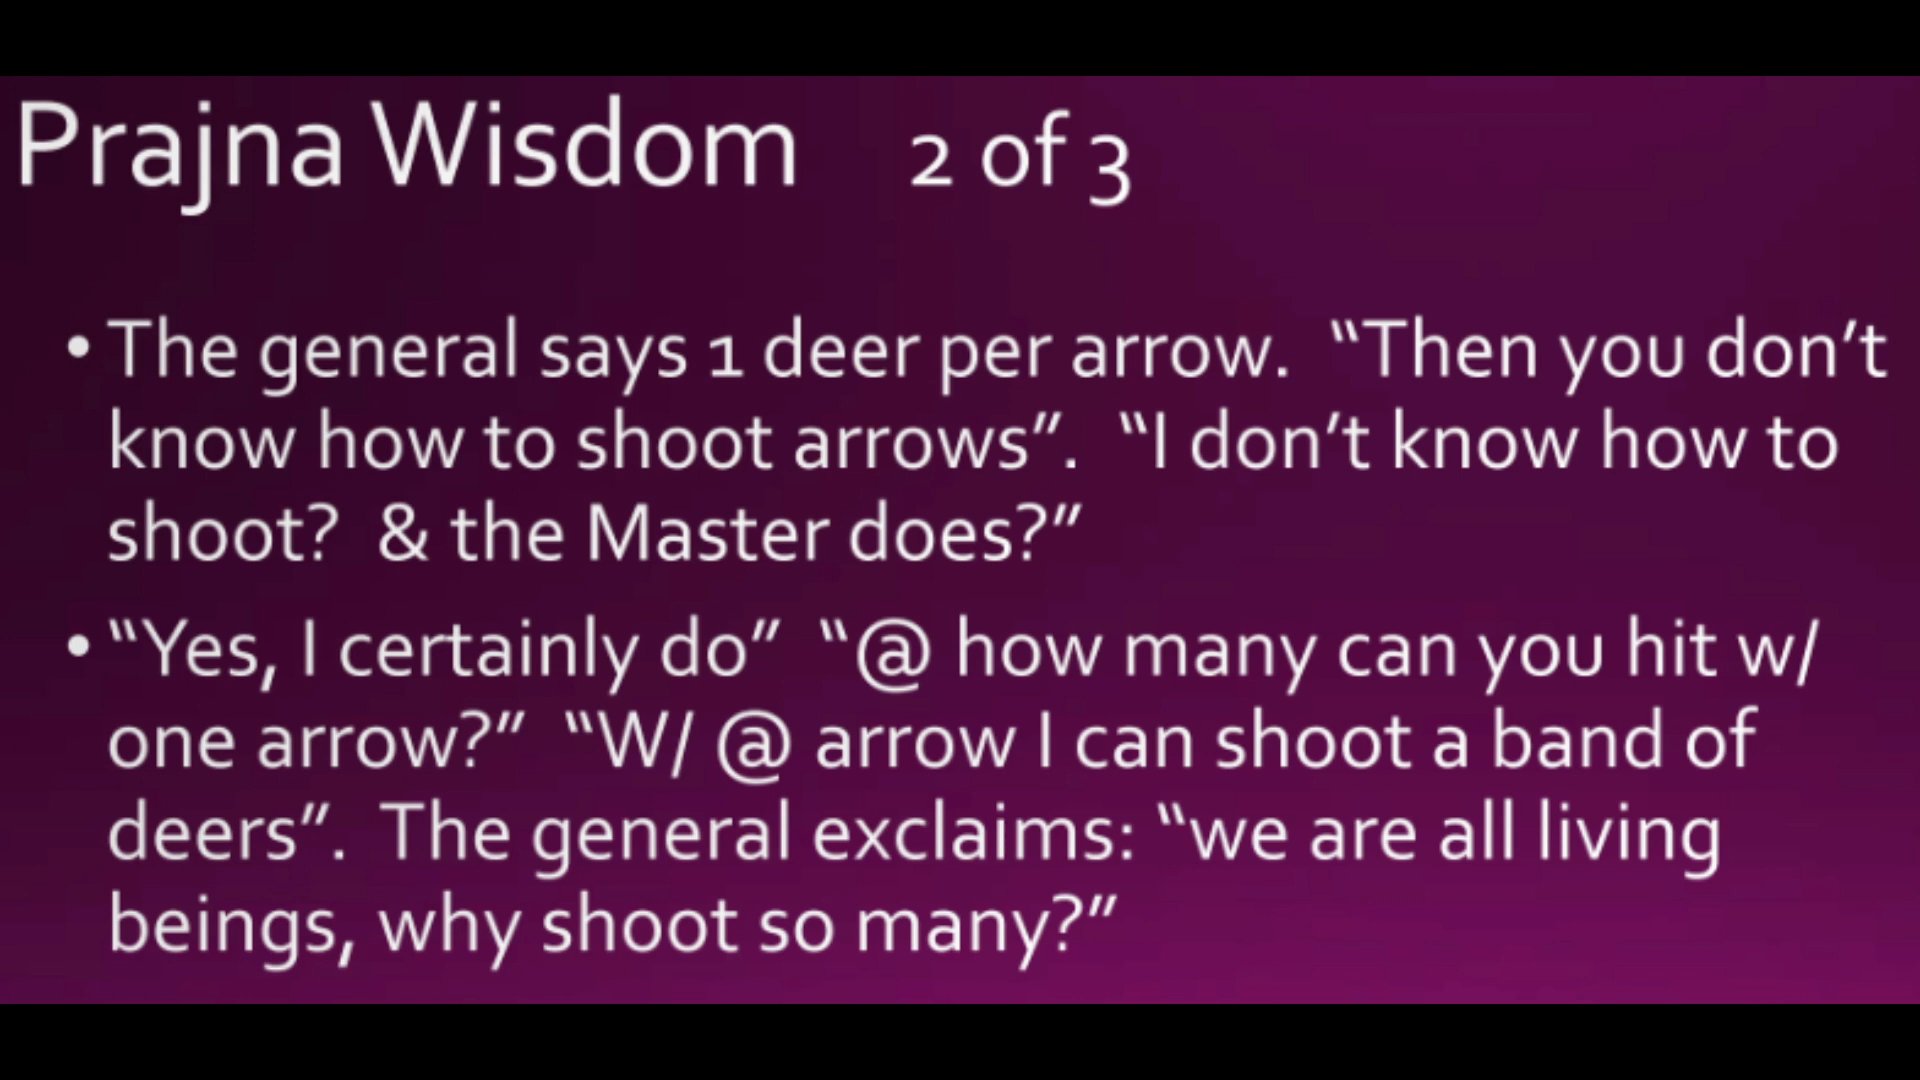 Prajna Wisdom 2 of 3
• The general says 1 deer per arrow. “Then you don’t
know how to shoot arrows”. “I don’t know how to
shoot? & the Master does?”
• “Yes, I certainly do” “@ how many can you hit w/
one arrow?” “W/ @ arrow I can shoot a band of
deers”. The general exclaims: “we are all living
beings, why shoot so many?”